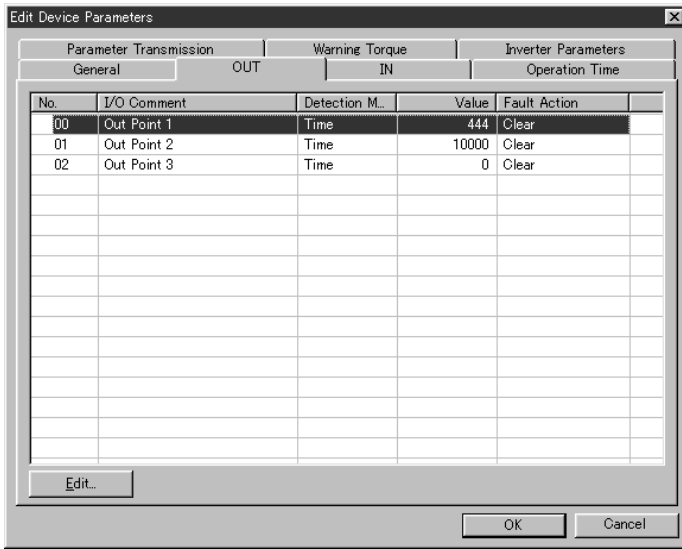 Edit Device Parameters
Parameter Transmission Warning Torque Inverter Parameters
General OUT IN Operation Time
No. I/O Comment Detection M... Value Fault Action
00 Out Point 1 Time 444 Clear
01 Out Point 2 Time 10000 Clear
02 Out Point 3 Time 0 Clear
Edit...
OK Cancel